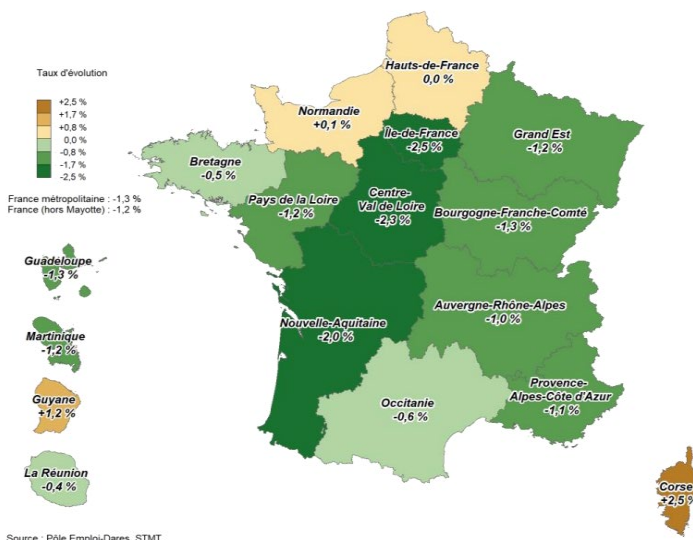 Taux d'évolution
+2,5 %
+1,7 %
+0,8 %
0,0 %
-0,8 %
-1,7 %
-2,5 %
France métropolitaine : -1,3 %
France (hors Mayotte) : -1,2 %
Hauts-de-France
0,0 %
Normandie
+0,1 %
Île-de-France
-2,5 %
Grand Est
-1,2 %
Bretagne
-0,5 %
Pays de la Loire
-1,2 %
Centre-
Val de Loire
-2,3 %
Bourgogne-Franche-Comté
-1,3 %
Guadeloupe
-1,3 %
Auvergne-Rhône-Alpes
-1,0 %
Nouvelle-Aquitaine
-2,0 %
Martinique
-1,2 %
Provence-
Alpes-Côte d'Azur
-1,1 %
Occitanie
-0,6 %
Guyane
+1,2 %
La Réunion
-0,4 %
Corse
+2,5 %
Source : Pôle Emploi-Dares, STMT